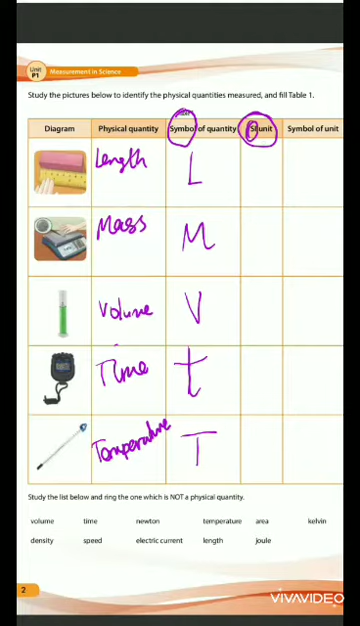 Unit
P1
Measurement in Science
Study the pictures below to identify the physical quantities measured, and fill Table 1.
Diagram Physical quantity Symbol of quantity SI unit Symbol of unit
Length L
Mass M
Volume V
Time t
Temperature T
Study the list below and ring the one which is NOT a physical quantity.
volume time newton temperature area kelvin
density speed electric current length joule
2
VIVAVIDEO